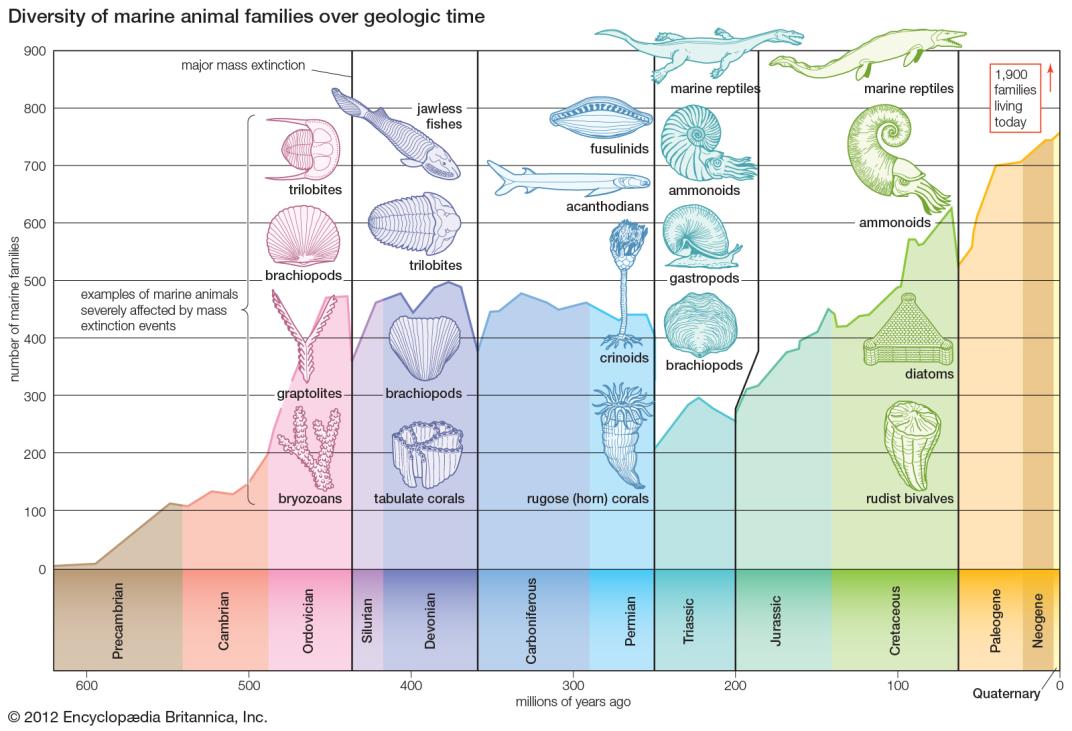 Diversity of marine animal families over geologic time
number of marine families
900
800
700
600
500
400
300
200
100
0
major mass extinction
examples of marine animals
severely affected by mass
extinction events
trilobites
brachiopods
graptolites
bryozoans
jawless
fishes
trilobites
brachiopods
tabulate corals
fusulinids
acanthodians
crinoids
rugose (horn) corals
marine reptiles
ammonoids
gastropods
brachiopods
marine reptiles
ammonoids
diatoms
rudist bivalves
1,900
families
living
today
Precambrian
Cambrian
Ordovician
Silurian
Devonian
Carboniferous
Permian
Triassic
Jurassic
Cretaceous
Paleogene
Neogene
Quaternary
600
500
400
300
200
100
0
millions of years ago
© 2012 Encyclopædia Britannica, Inc.